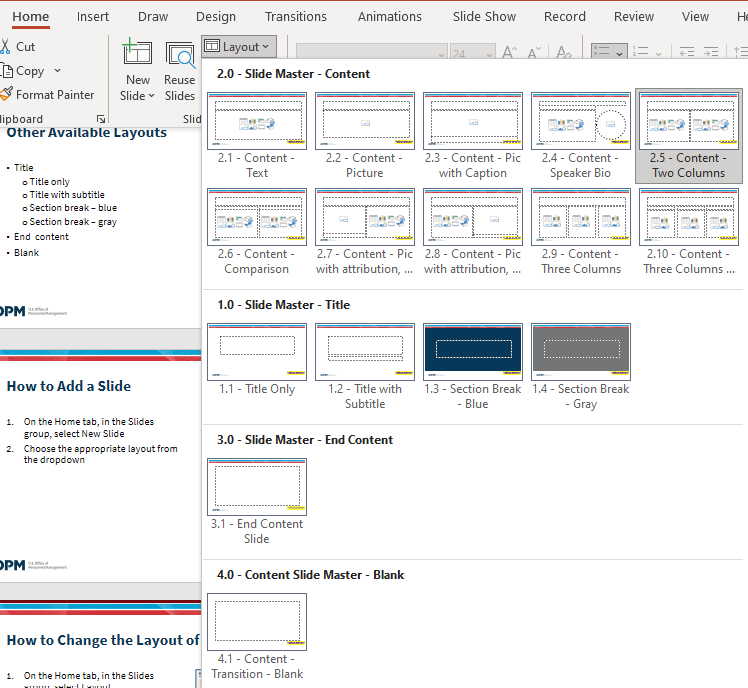 Home Insert Draw Design Transitions Animations Slide Show Record Review View He
Cut
Copy
Format Painter
lipboard
New
Slide
Reuse
Slides
Slid
Layout
24
Other Available Layouts
• Title
o Title only
o Title with subtitle
o Section break – blue
o Section break – gray
• End content
• Blank
OPM U.S. Office of
Personnel Management
How to Add a Slide
1. On the Home tab, in the Slides
group, select New Slide
2. Choose the appropriate layout from
the dropdown
OPM U.S. Office of
Personnel Management
How to Change the Layout of
1. On the Home tab, in the Slides
group, select Layout
2.0 - Slide Master - Content
2.1 - Content -
Text
2.2 - Content -
Picture
2.3 - Content - Pic
with Caption
2.4 - Content -
Speaker Bio
2.5 - Content -
Two Columns
2.6 - Content -
Comparison
2.7 - Content - Pic
with attribution, ...
2.8 - Content - Pic
with attribution, ...
2.9 - Content -
Three Columns
2.10 - Content -
Three Columns ...
1.0 - Slide Master - Title
1.1 - Title Only
1.2 - Title with
Subtitle
1.3 - Section Break
- Blue
1.4 - Section Break
- Gray
3.0 - Slide Master - End Content
3.1 - End Content
Slide
4.0 - Content Slide Master - Blank
4.1 - Content -
Transition - Blank